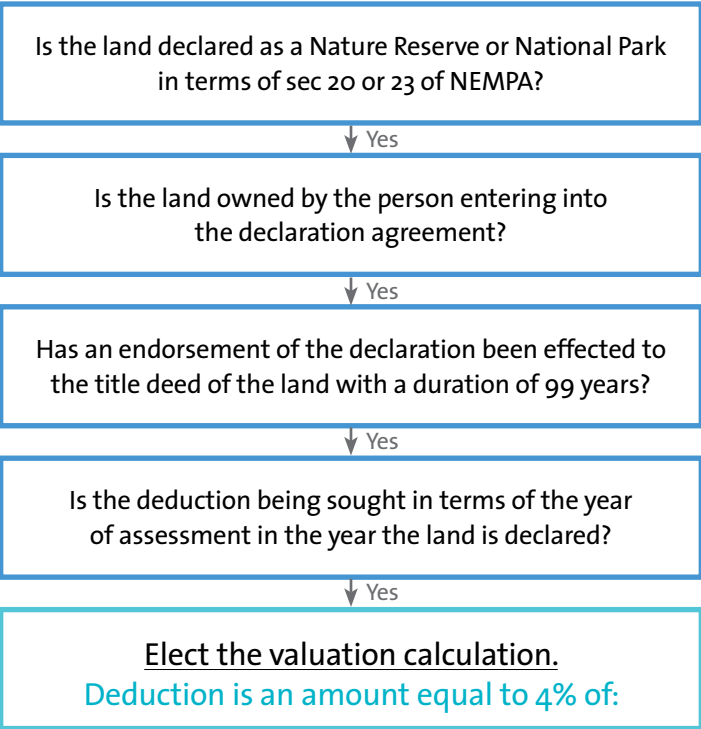 Is the land declared as a Nature Reserve or National Park
in terms of sec 20 or 23 of NEMPA?
Yes
Is the land owned by the person entering into
the declaration agreement?
Yes
Has an endorsement of the declaration been effected to
the title deed of the land with a duration of 99 years?
Yes
Is the deduction being sought in terms of the year
of assessment in the year the land is declared?
Yes
Elect the valuation calculation.
Deduction is an amount equal to 4% of: